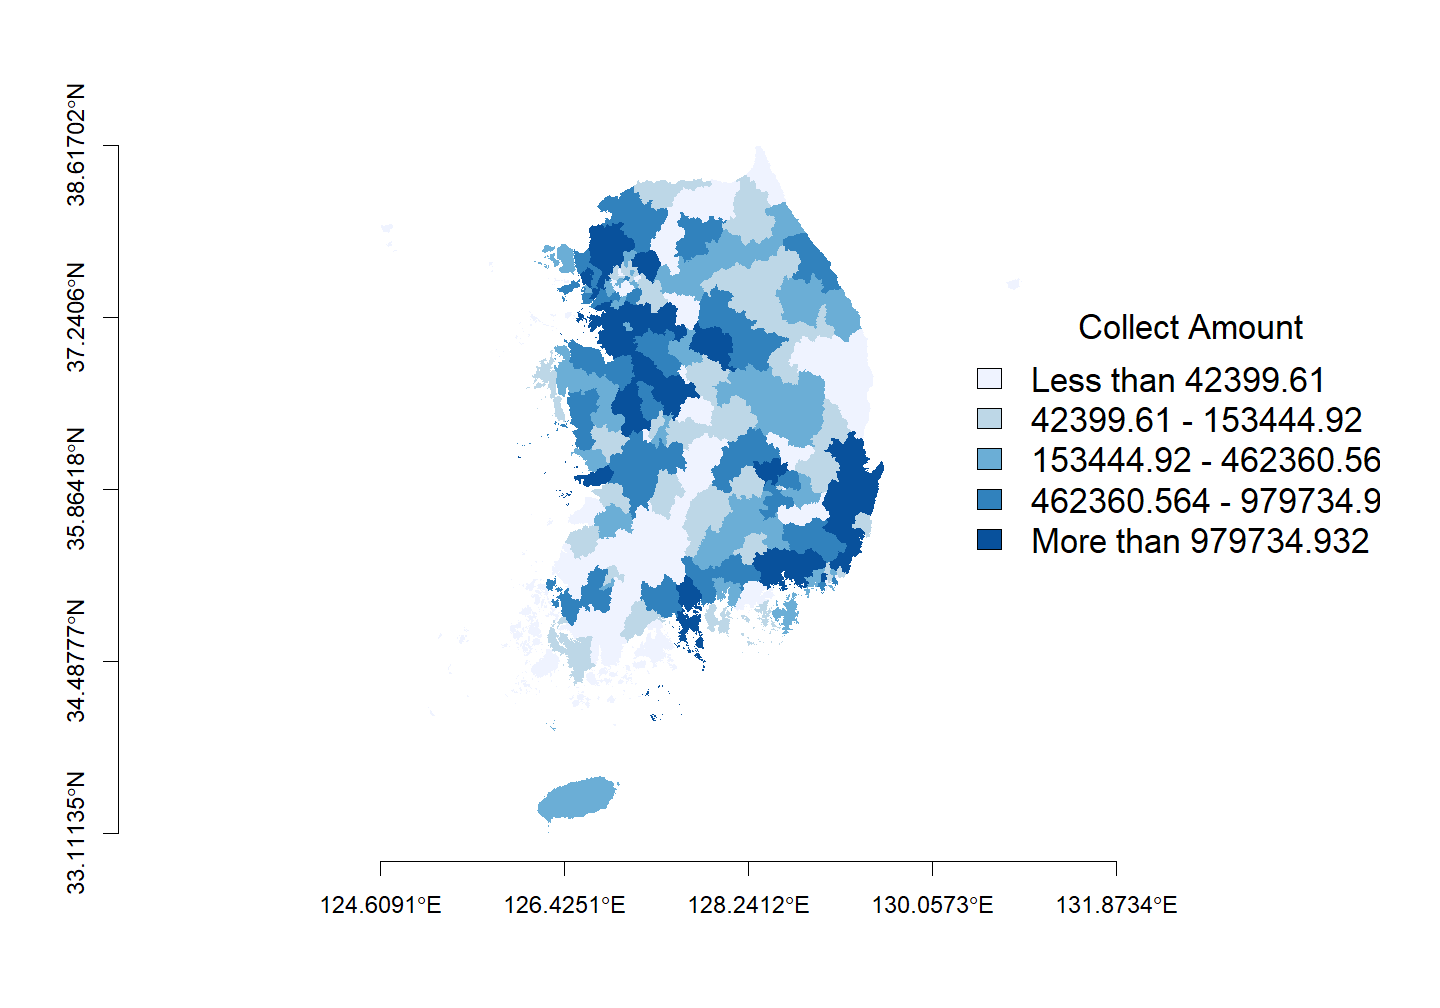 38.61702°N
37.2406°N
35.86418°N
34.48777°N
33.11135°N
Collect Amount
Less than 42399.61
42399.61 - 153444.92
153444.92 - 462360.56
462360.564 - 979734.9
More than 979734.932
124.6091°E
126.4251°E
128.2412°E
130.0573°E
131.8734°E